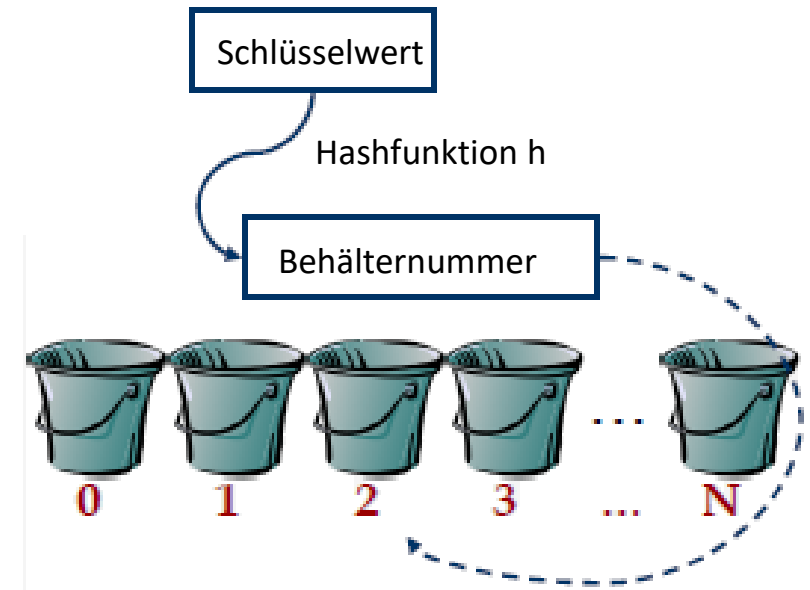 Schlüsselwert
Hashfunktion h
Behälternummer
...
0 1 2 3 ... N